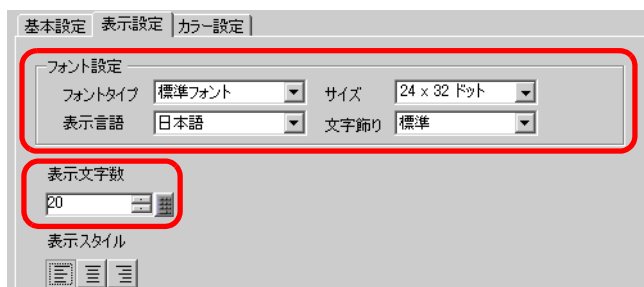 基本設定 表示設定 カラー設定
フォント設定
フォントタイプ 標準フォント サイズ 24 x 32 ドット
表示言語 日本語 文字飾り 標準
表示文字数
20
表示スタイル